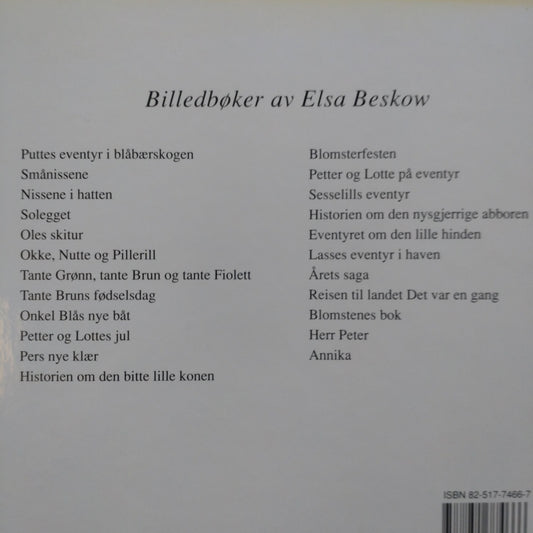 Billedbøker av Elsa Beskow
Puttes eventyr i blåbærskogen
Smånissene
Nissene i hatten
Solegget
Oles skitur
Okke, Nutte og Pillerill
Tante Grønn, tante Brun og tante Fiolett
Tante Bruns fødselsdag
Onkel Blås nye båt
Petter og Lottes jul
Pers nye klær
Historien om den bitte lille konen
Blomsterfesten
Petter og Lotte på eventyr
Sesselills eventyr
Historien om den nysgjerrige abboren
Eventyret om den lille hinden
Lasses eventyr i haven
Årets saga
Reisen til landet Det var en gang
Blomstenes bok
Herr Peter
Annika
ISBN 82-517-7466-7